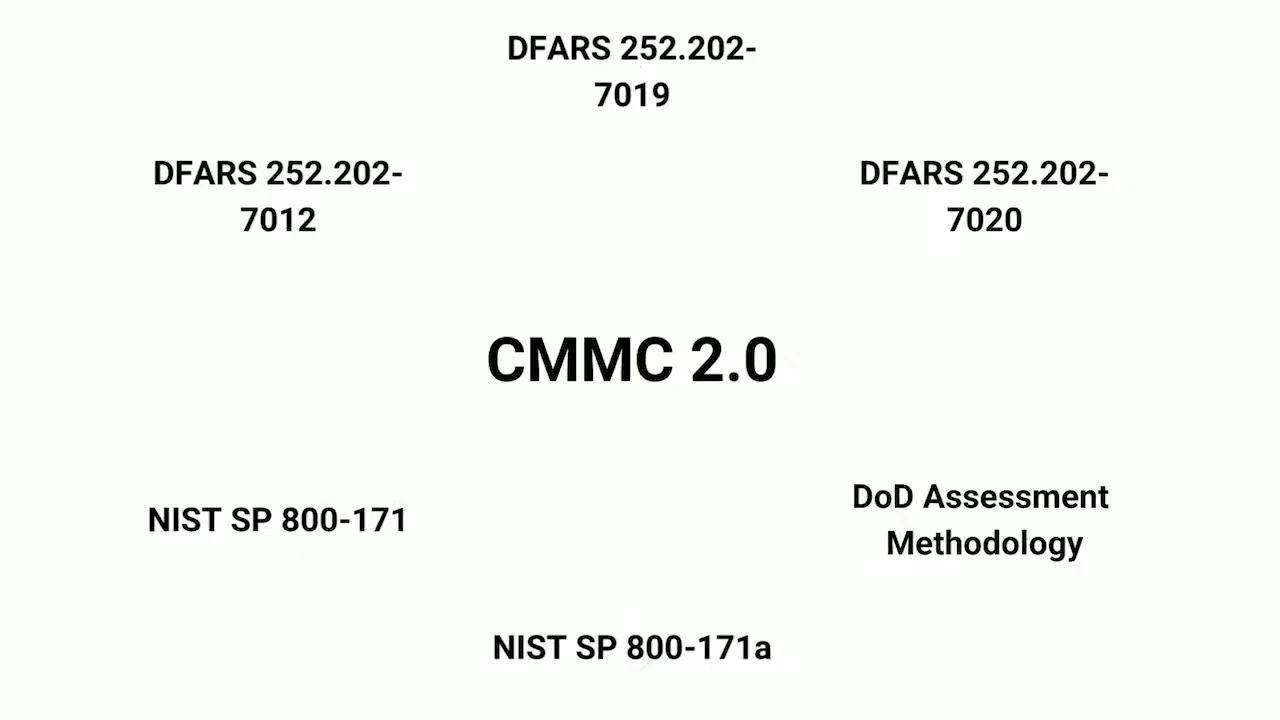 DFARS 252.202-
7019
DFARS 252.202-
7012
DFARS 252.202-
7020
CMMC 2.0
NIST SP 800-171
DoD Assessment
Methodology
NIST SP 800-171a